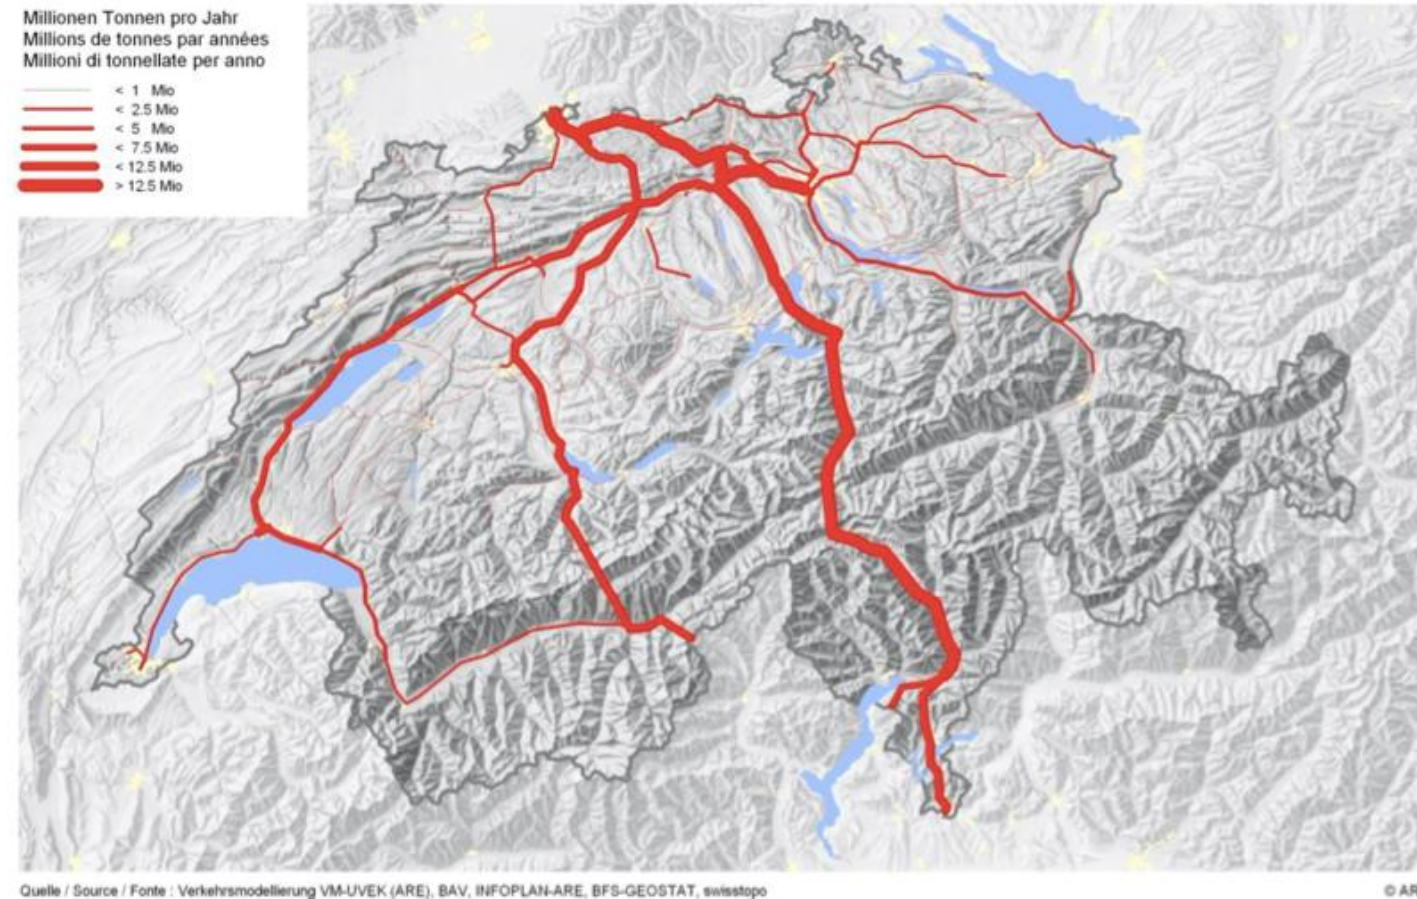 Millionen Tonnen pro Jahr
Millions de tonnes par années
Millioni di tonnellate per anno
< 1 Mio
< 2.5 Mio
< 5 Mio
< 7.5 Mio
< 12.5 Mio
> 12.5 Mio
Quelle / Source / Fonte : Verkehrsmodellierung VM-UVEK (ARE), BAV, INFOPLAN-ARE, BFS-GEOSTAT, swisstopo
© AR